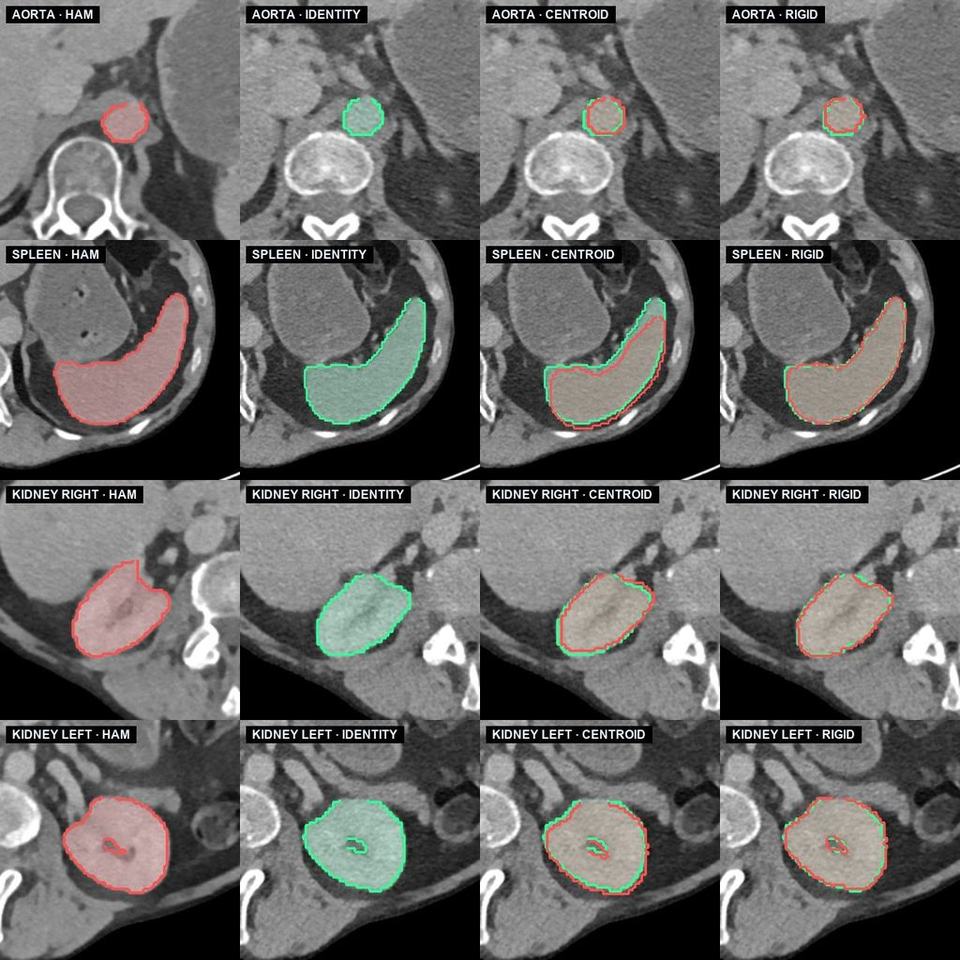 AORTA · HAM
AORTA · IDENTITY
AORTA · CENTROID
AORTA · RIGID
SPLEEN · HAM
SPLEEN · IDENTITY
SPLEEN · CENTROID
SPLEEN · RIGID
KIDNEY RIGHT · HAM
KIDNEY RIGHT · IDENTITY
KIDNEY RIGHT · CENTROID
KIDNEY RIGHT · RIGID
KIDNEY LEFT · HAM
KIDNEY LEFT · IDENTITY
KIDNEY LEFT · CENTROID
KIDNEY LEFT · RIGID